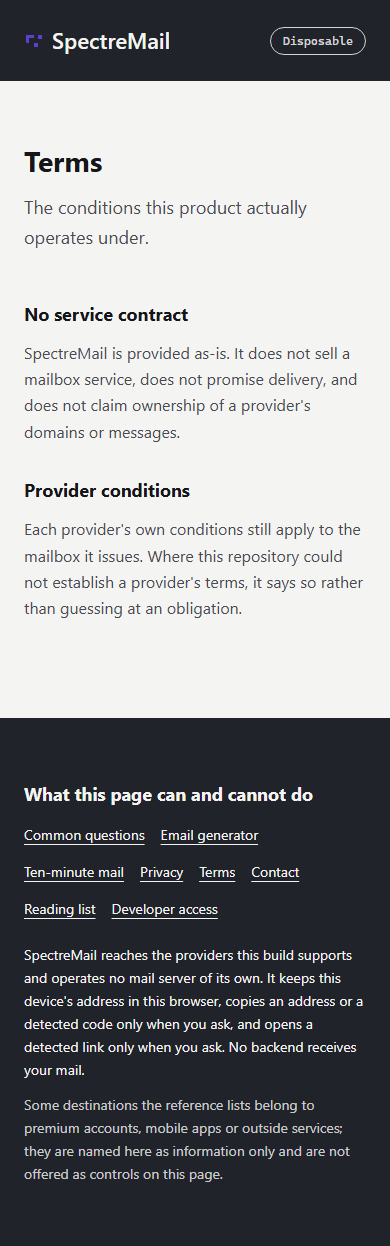 SpectreMail
Disposable
Terms
The conditions this product actually
operates under.
No service contract
SpectreMail is provided as-is. It does not sell a
mailbox service, does not promise delivery, and
does not claim ownership of a provider's
domains or messages.
Provider conditions
Each provider's own conditions still apply to the
mailbox it issues. Where this repository could
not establish a provider's terms, it says so rather
than guessing at an obligation.
What this page can and cannot do
Common questions Email generator
Ten-minute mail Privacy Terms Contact
Reading list Developer access
SpectreMail reaches the providers this build supports
and operates no mail server of its own. It keeps this
device's address in this browser, copies an address or a
detected code only when you ask, and opens a
detected link only when you ask. No backend receives
your mail.
Some destinations the reference lists belong to
premium accounts, mobile apps or outside services;
they are named here as information only and are not
offered as controls on this page.